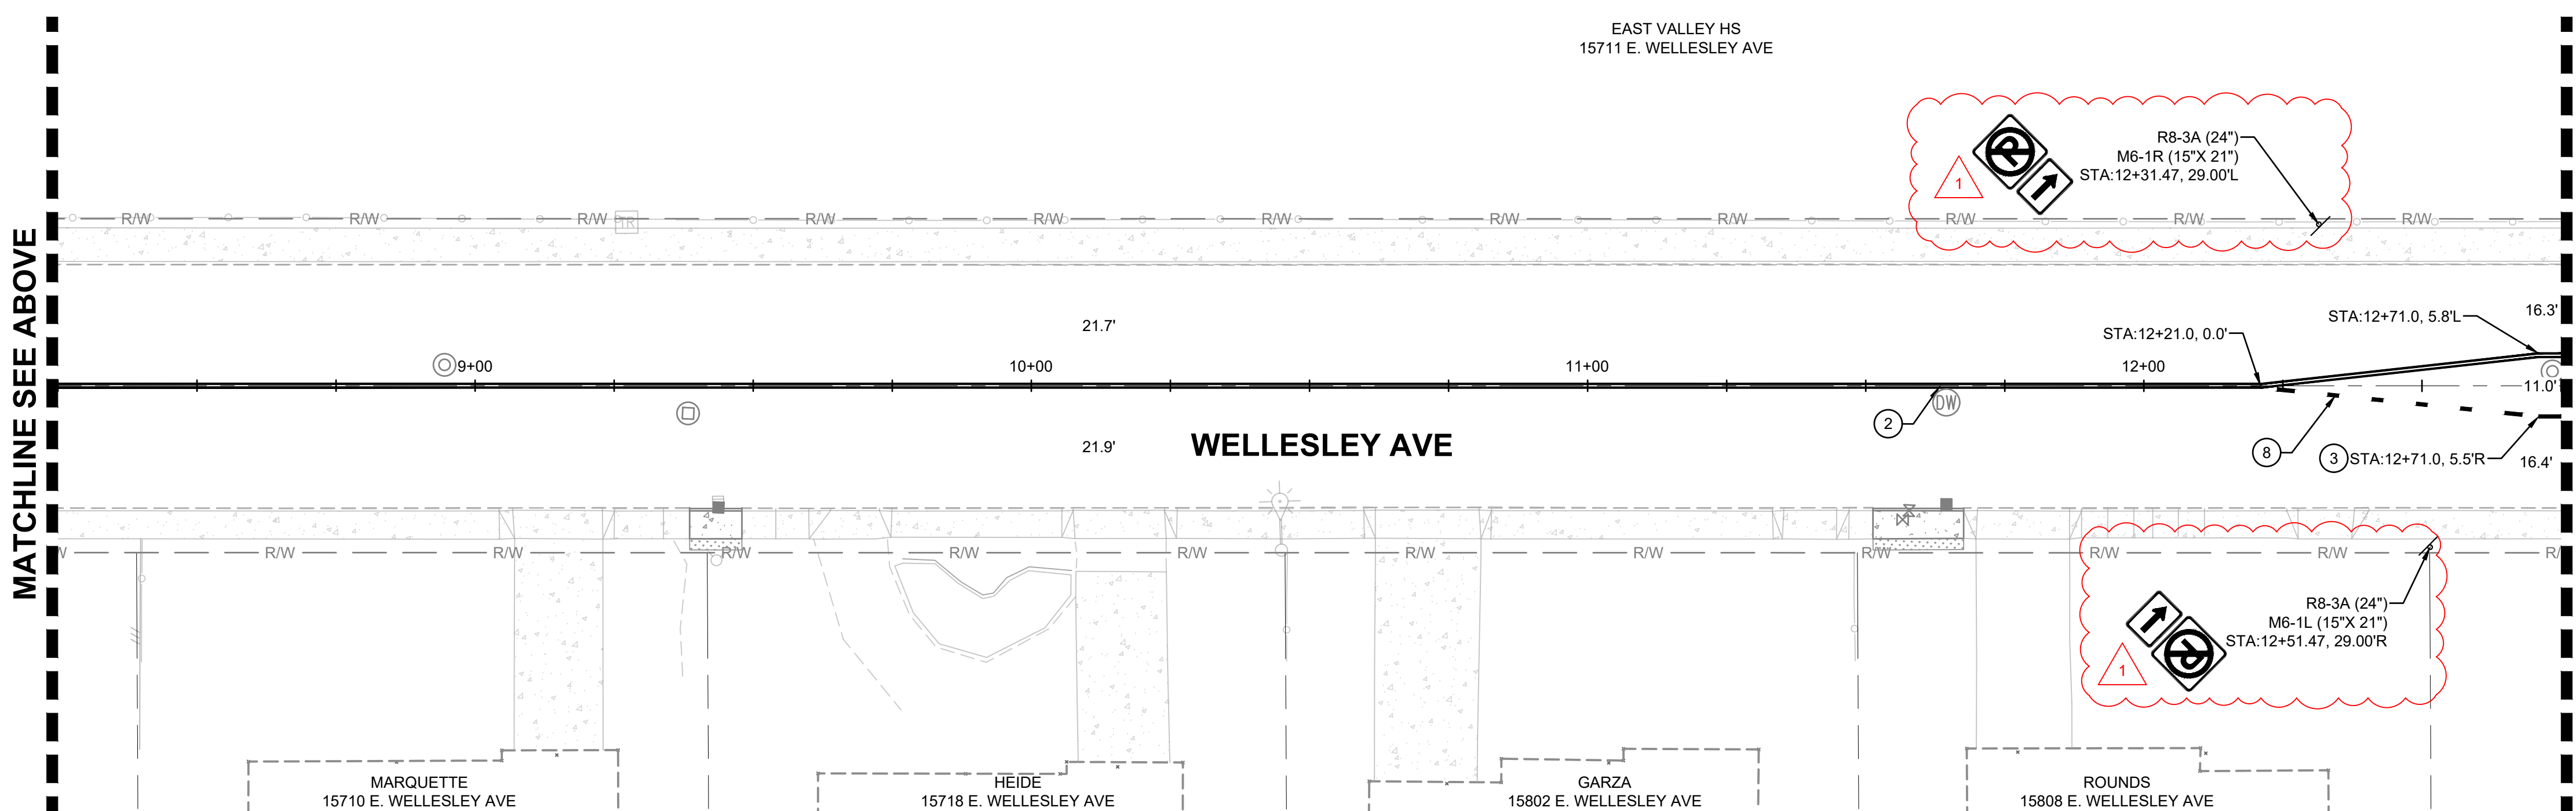 EAST VALLEY HS
15711 E. WELLESLEY AVE
R8-3A (24")
M6-1R (15"X 21")
STA:12+31.47, 29.00'L
P
1
R/W R/W R/W R/W R/W R/W R/W R/W R/W R/W R/W
TR
MATCHLINE SEE ABOVE
21.7'
STA:12+71.0, 5.8'L
16.3'
STA:12+21.0, 0.0'
9+00
10+00
11+00
12+00
11.0'
2
DW
21.9'
WELLESLEY AVE
8
3
STA:12+71.0, 5.5'R
16.4'
R/W R/W R/W R/W R/W R/W R/W R/W R/W R/W R/W
R8-3A (24")
M6-1L (15"X 21")
STA:12+51.47, 29.00'R
P
1
MARQUETTE
15710 E. WELLESLEY AVE
HEIDE
15718 E. WELLESLEY AVE
GARZA
15802 E. WELLESLEY AVE
ROUNDS
15808 E. WELLESLEY AVE